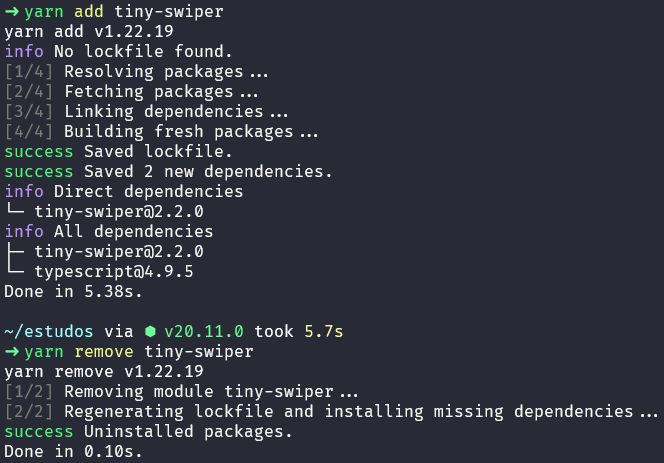 ➜ yarn add tiny-swiper
yarn add v1.22.19
info No lockfile found.
[1/4] Resolving packages...
[2/4] Fetching packages...
[3/4] Linking dependencies...
[4/4] Building fresh packages...
success Saved lockfile.
success Saved 2 new dependencies.
info Direct dependencies
└─ tiny-swiper@2.2.0
info All dependencies
├─ tiny-swiper@2.2.0
└─ typescript@4.9.5
Done in 5.38s.
~/estudos via ⬢ v20.11.0 took 5.7s
➜ yarn remove tiny-swiper
yarn remove v1.22.19
[1/2] Removing module tiny-swiper...
[2/2] Regenerating lockfile and installing missing dependencies...
success Uninstalled packages.
Done in 0.10s.